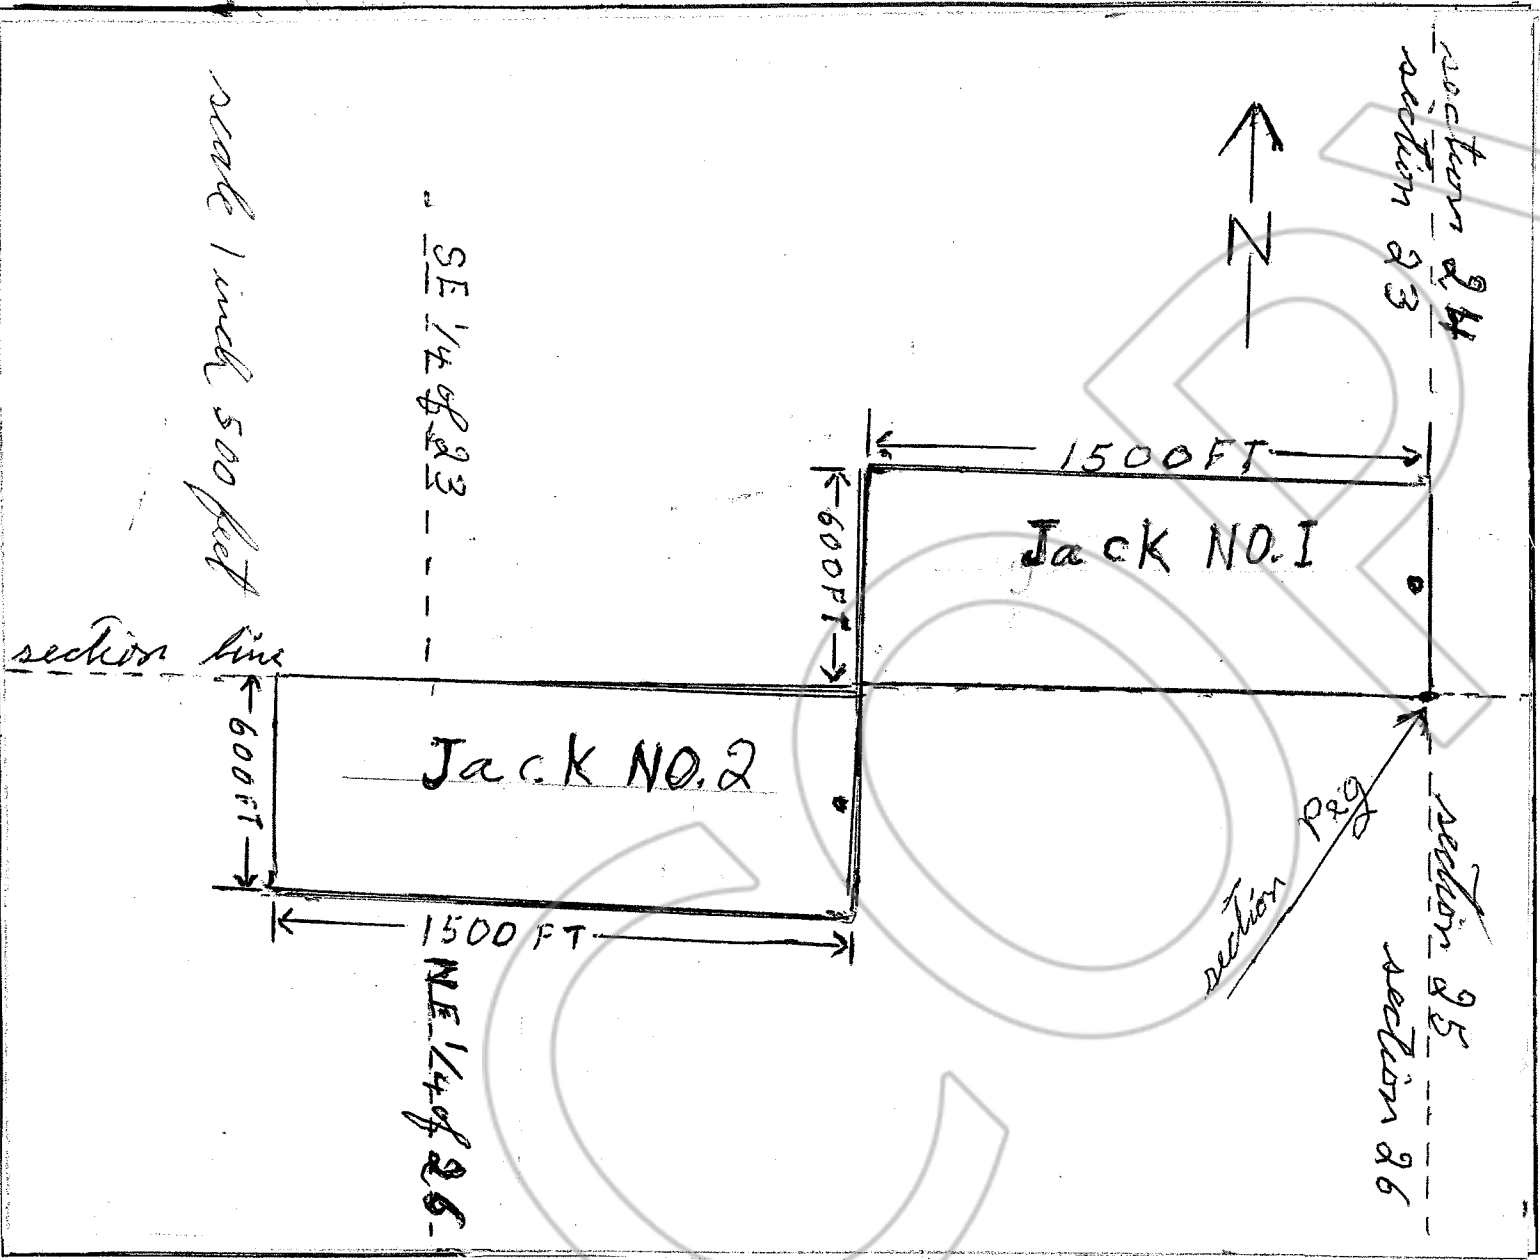 section 24
section 23
N
scale 1 inch 500 feet
SE 1/4 of 23
1500 FT
600 FT
Jack NO. I
section line
600 FT
Jack NO. 2
1500 FT
section peg
section 25
section 26
NE 1/4 of 26
COPY